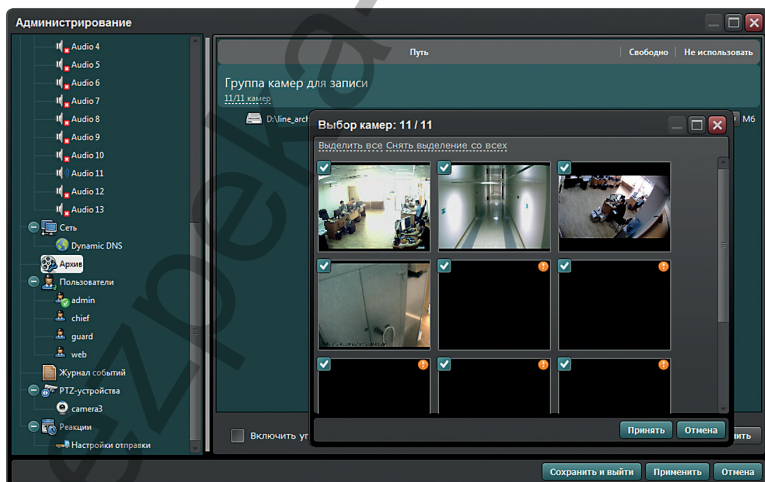 Администрирование
Audio 4
Audio 5
Audio 6
Audio 7
Audio 8
Audio 9
Audio 10
Audio 11
Audio 12
Audio 13
Сеть
Dynamic DNS
Архив
Пользователи
admin
chief
guard
web
Журнал событий
PTZ-устройства
camera3
Реакции
Настройки отправки
Путь
Свободно
Не использовать
Группа камер для записи
11/11 камер
Мб
Выбор камер: 11 / 11
Выделить все Снять выделение со всех
Принять
Отмена
Включить
Сохранить и выйти
Применить
Отмена